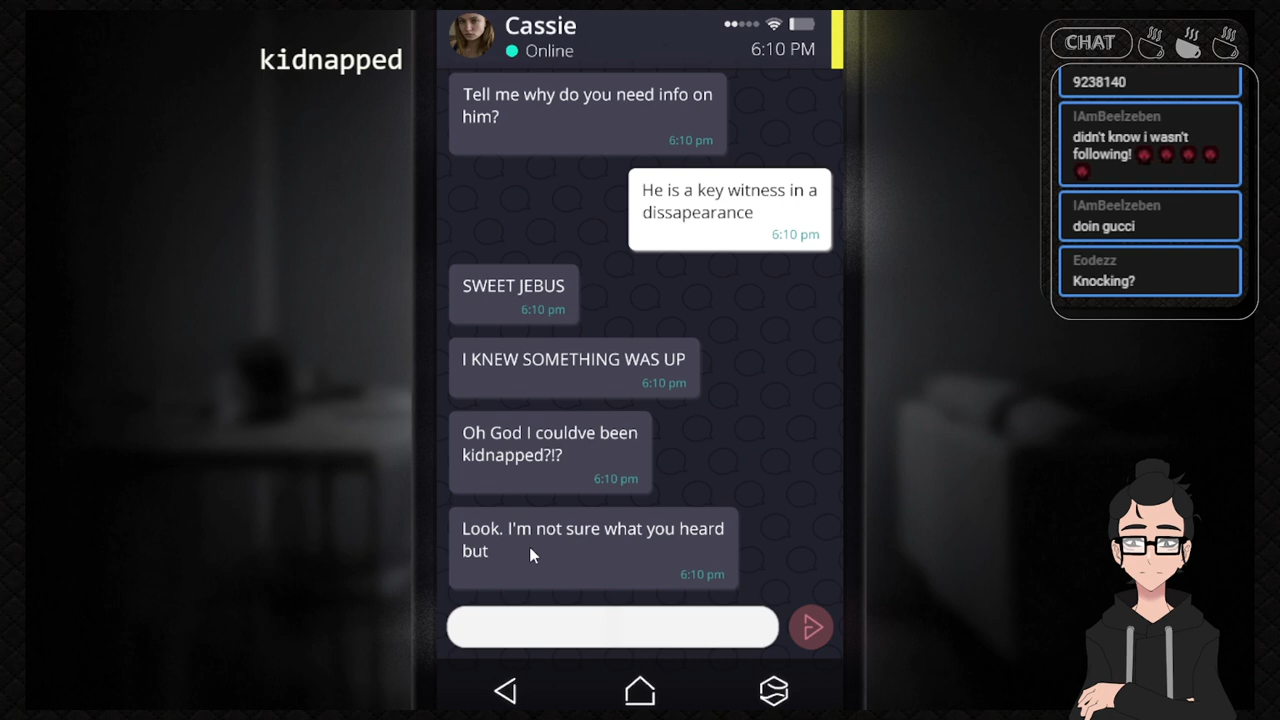 kidnapped
Cassie
Online
6:10 PM
Tell me why do you need info on
him?
6:10 pm
He is a key witness in a
dissapearance
6:10 pm
SWEET JEBUS
6:10 pm
I KNEW SOMETHING WAS UP
6:10 pm
Oh God I couldve been
kidnapped?!?
6:10 pm
Look. I'm not sure what you heard
but
6:10 pm
CHAT
9238140
IAmBeelzeben
didn't know i wasn't
following!
IAmBeelzeben
doin gucci
Eodezz
Knocking?